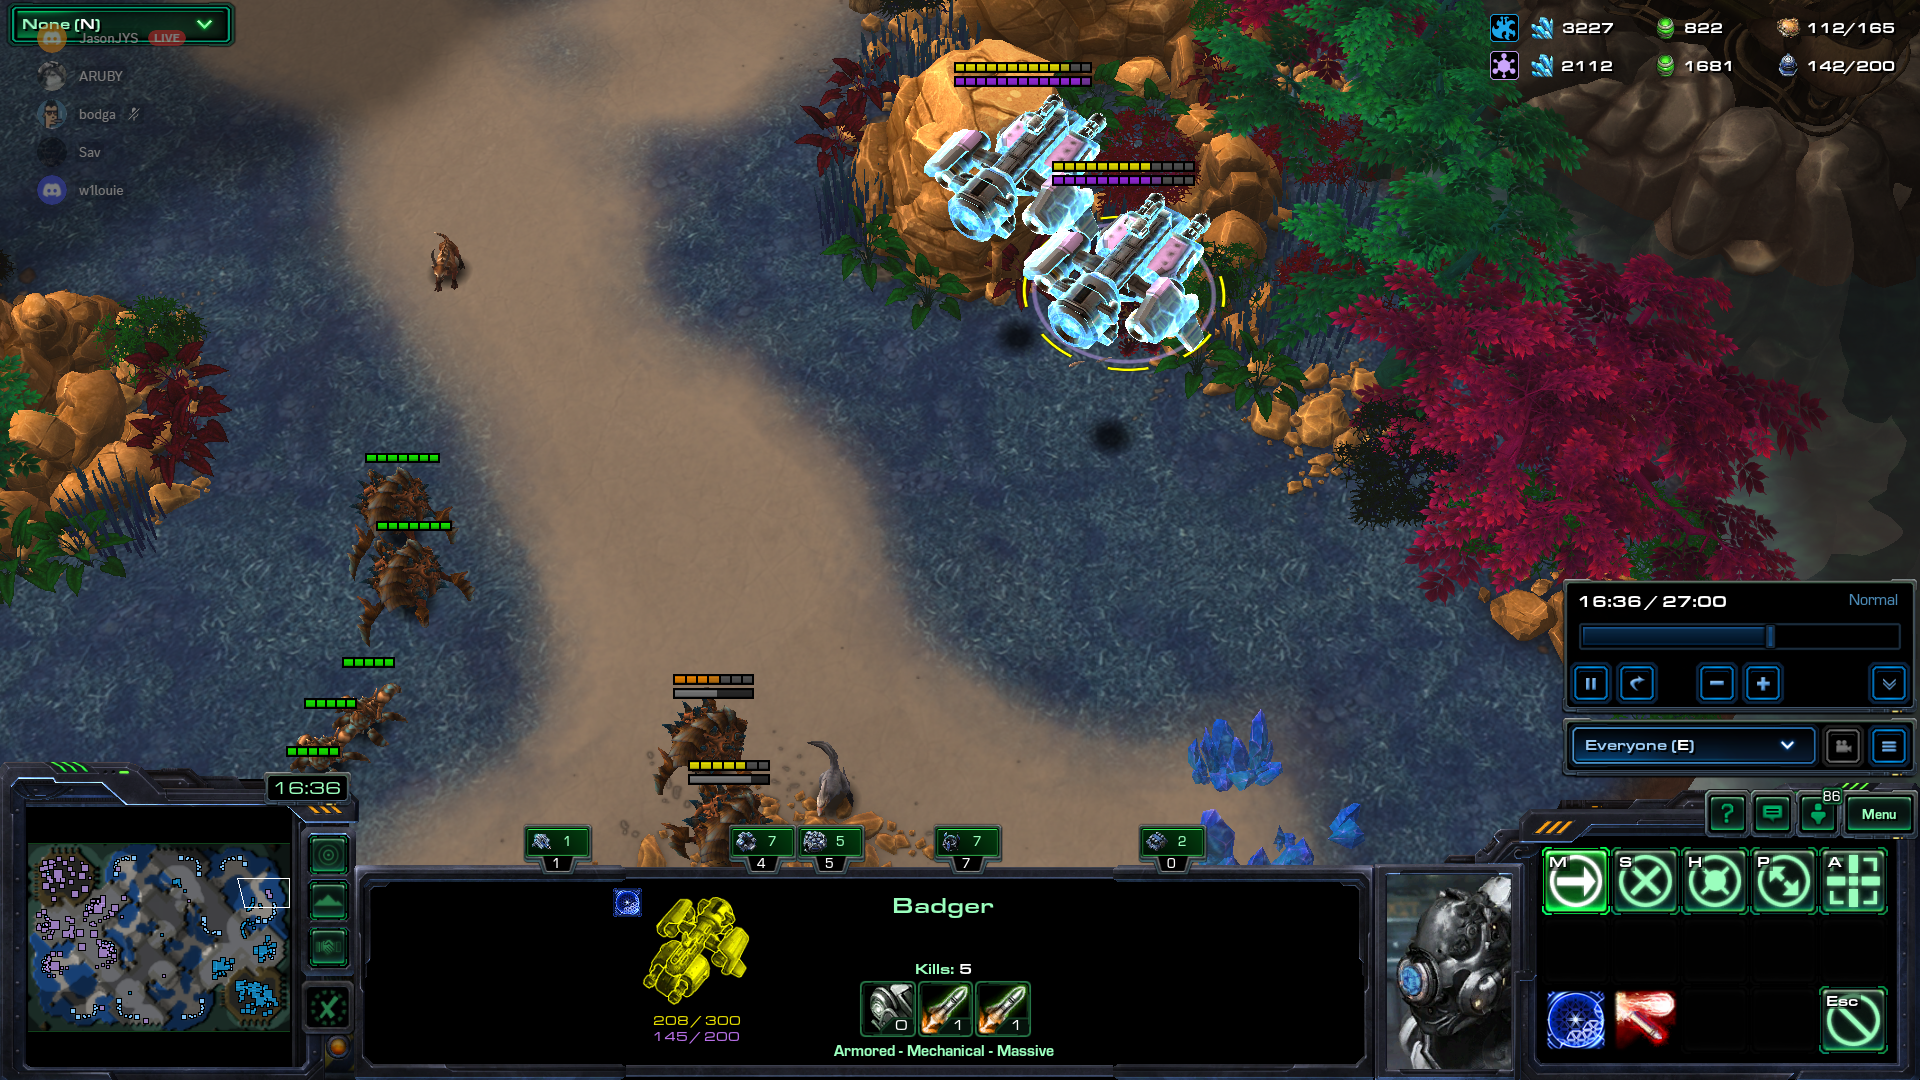 None (N)
JasonJYS LIVE
ARUBY
bodga
Sav
w1louie
3227 822 112/165
2112 1681 142/200
16:36 / 27:00 Normal
Everyone (E)
86
? Menu
16:36
1 7 5 7 2
1 4 5 7 0
Badger
Kills: 5
0 1 1
208 / 300
145 / 200
Armored - Mechanical - Massive
M S H P A
Esc